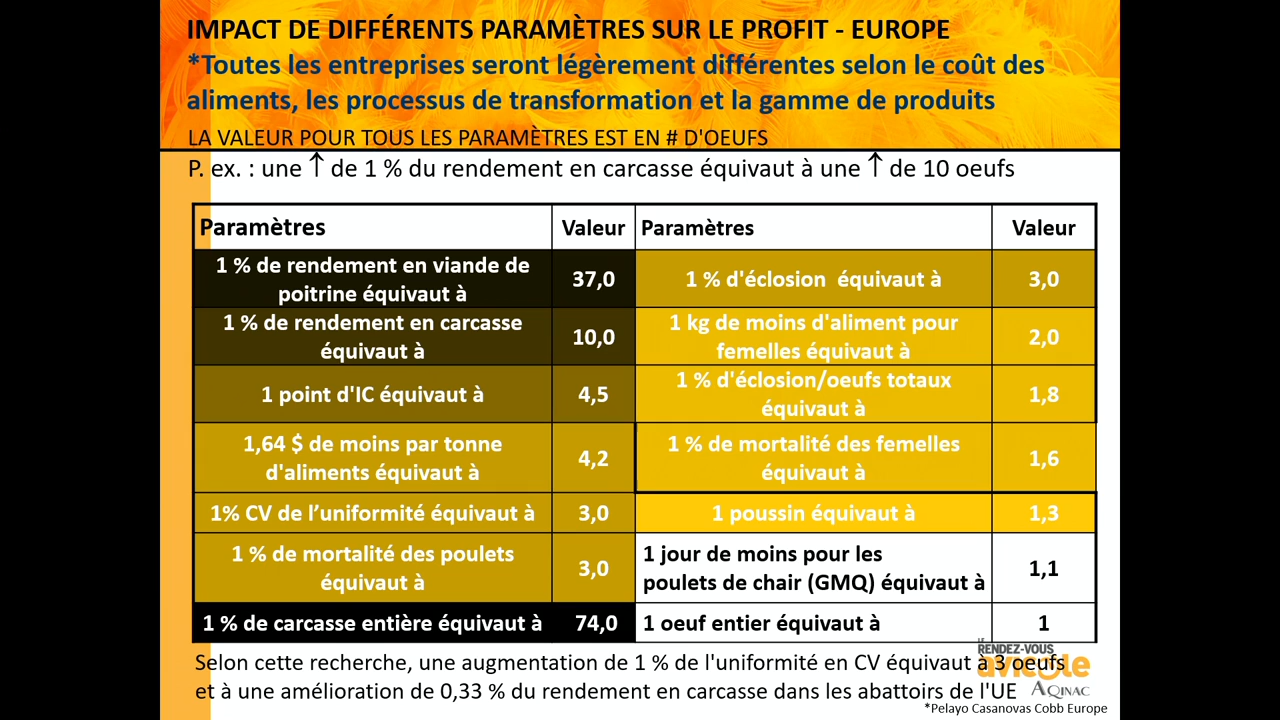 IMPACT DE DIFFÉRENTS PARAMÈTRES SUR LE PROFIT - EUROPE
*Toutes les entreprises seront légèrement différentes selon le coût des
aliments, les processus de transformation et la gamme de produits
LA VALEUR POUR TOUS LES PARAMÈTRES EST EN # D'OEUFS
P. ex. : une ↑ de 1 % du rendement en carcasse équivaut à une ↑ de 10 oeufs
Paramètres Valeur Paramètres Valeur
1 % de rendement en viande de
poitrine équivaut à 37,0 1 % d'éclosion équivaut à 3,0
1 % de rendement en carcasse
équivaut à 10,0 1 kg de moins d'aliment pour
femelles équivaut à 2,0
1 point d'IC équivaut à 4,5 1 % d'éclosion/oeufs totaux
équivaut à 1,8
1,64 $ de moins par tonne
d'aliments équivaut à 4,2 1 % de mortalité des femelles
équivaut à 1,6
1% CV de l’uniformité équivaut à 3,0 1 poussin équivaut à 1,3
1 % de mortalité des poulets
équivaut à 3,0 1 jour de moins pour les
poulets de chair (GMQ) équivaut à 1,1
1 % de carcasse entière équivaut à 74,0 1 oeuf entier équivaut à 1
Selon cette recherche, une augmentation de 1 % de l'uniformité en CV équivaut à 3 oeufs
et à une amélioration de 0,33 % du rendement en carcasse dans les abattoirs de l'UE
LE
RENDEZ-VOUS
avicole
AQINAC
*Pelayo Casanovas Cobb Europe